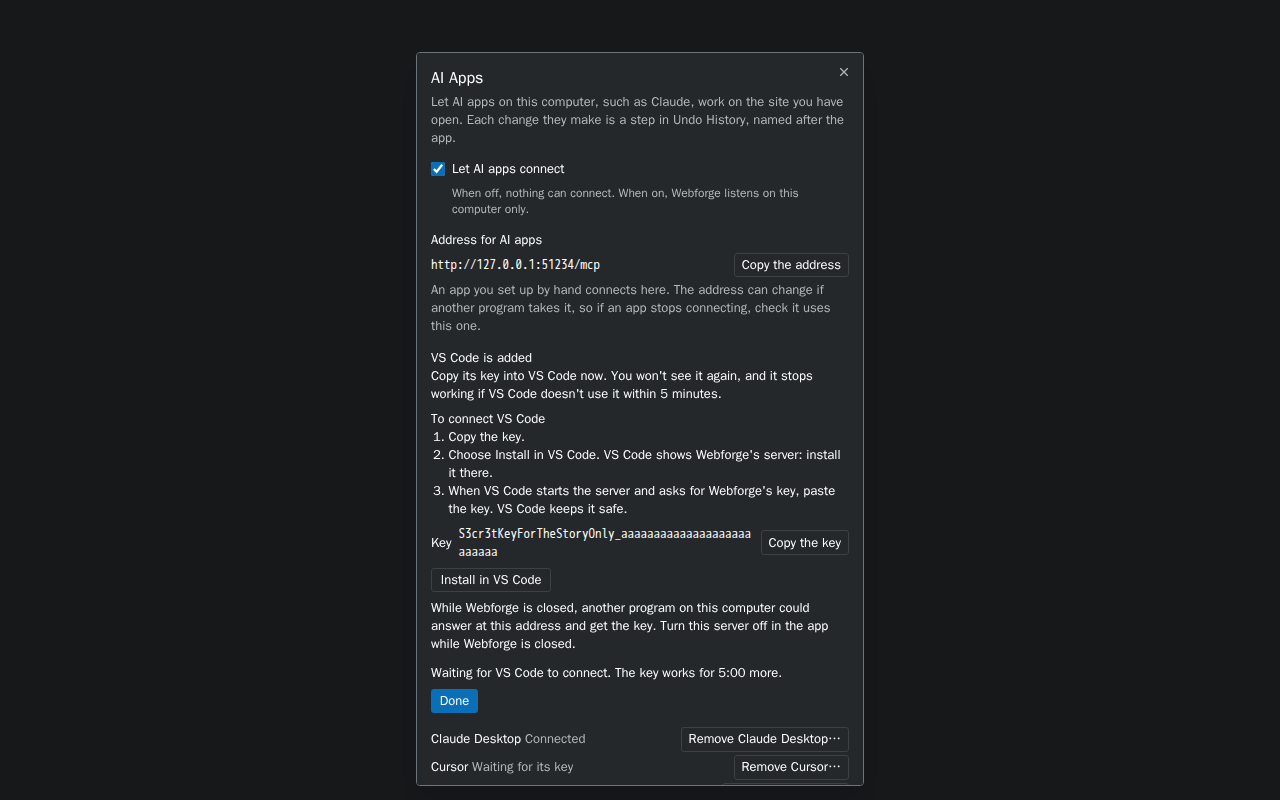 AI Apps
Let AI apps on this computer, such as Claude, work on the site you have
open. Each change they make is a step in Undo History, named after the
app.
Let AI apps connect
When off, nothing can connect. When on, Webforge listens on this
computer only.
Address for AI apps
http://127.0.0.1:51234/mcp
Copy the address
An app you set up by hand connects here. The address can change if
another program takes it, so if an app stops connecting, check it uses
this one.
VS Code is added
Copy its key into VS Code now. You won't see it again, and it stops
working if VS Code doesn't use it within 5 minutes.
To connect VS Code
1. Copy the key.
2. Choose Install in VS Code. VS Code shows Webforge's server: install
it there.
3. When VS Code starts the server and asks for Webforge's key, paste
the key. VS Code keeps it safe.
Key
S3cr3tKeyForTheStoryOnly_aaaaaaaaaaaaaaaaaaaa
aaaaaa
Copy the key
Install in VS Code
While Webforge is closed, another program on this computer could
answer at this address and get the key. Turn this server off in the app
while Webforge is closed.
Waiting for VS Code to connect. The key works for 5:00 more.
Done
Claude Desktop Connected
Remove Claude Desktop…
Cursor Waiting for its key
Remove Cursor…